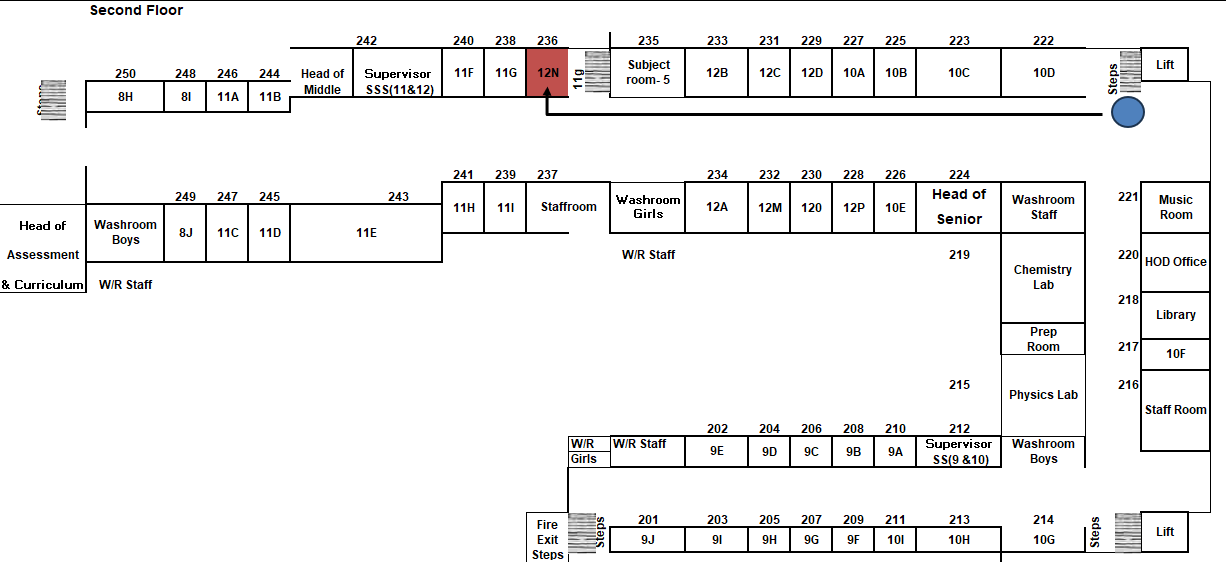 Second Floor
242 240 238 236 235 233 231 229 227 225 223 222
250 248 246 244
Head of
Middle
Supervisor
SSS(11&12)
11F 11G 12N
11g
Subject
room- 5
12B 12C 12D 10A 10B 10C 10D
Steps
Lift
8H 8I 11A 11B
241 239 237 234 232 230 228 226 224
249 247 245 243
221
Head of
Assessment
& Curriculum
Washroom
Boys
8J 11C 11D 11E
11H 11I Staffroom
Washroom
Girls
12A 12M 120 12P 10E
Head of
Senior
Washroom
Staff
Music
Room
W/R Staff
W/R Staff
219
Chemistry
Lab
220
HOD Office
218
Library
Prep
Room
217
10F
215
Physics Lab
216
Staff Room
202 204 206 208 210 212
W/R
Girls
W/R Staff
9E 9D 9C 9B 9A
Supervisor
SS(9 &10)
Washroom
Boys
201 203 205 207 209 211 213 214
Fire
Exit
Steps
Steps
9J 9I 9H 9G 9F 10I 10H 10G
Steps
Lift